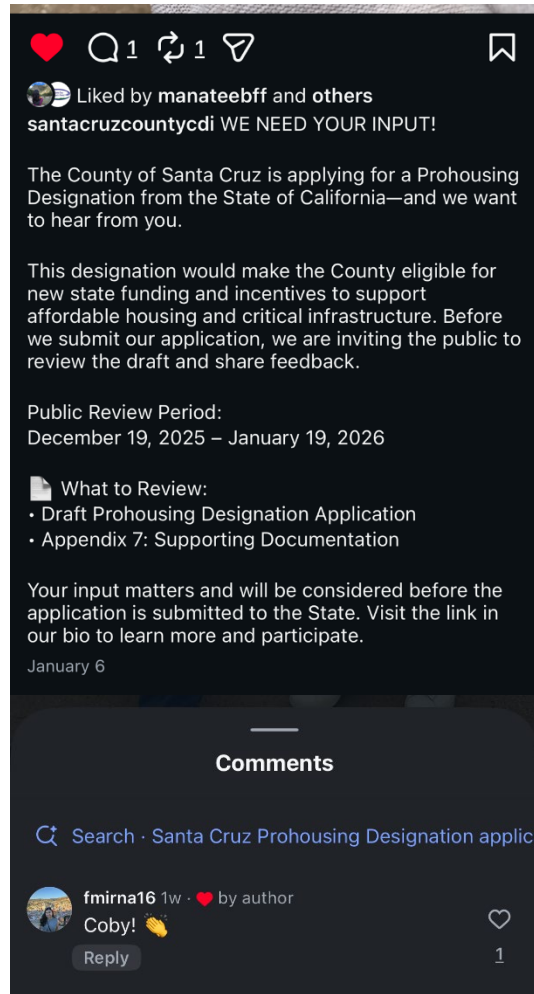 1 1
Liked by manateebff and others
santacruzcountycdi WE NEED YOUR INPUT!
The County of Santa Cruz is applying for a Prohousing
Designation from the State of California—and we want
to hear from you.
This designation would make the County eligible for
new state funding and incentives to support
affordable housing and critical infrastructure. Before
we submit our application, we are inviting the public to
review the draft and share feedback.
Public Review Period:
December 19, 2025 – January 19, 2026
📄 What to Review:
• Draft Prohousing Designation Application
• Appendix 7: Supporting Documentation
Your input matters and will be considered before the
application is submitted to the State. Visit the link in
our bio to learn more and participate.
January 6
Comments
Search · Santa Cruz Prohousing Designation applic
fmirna16 1w · ❤️ by author
Coby! 👏
Reply
1